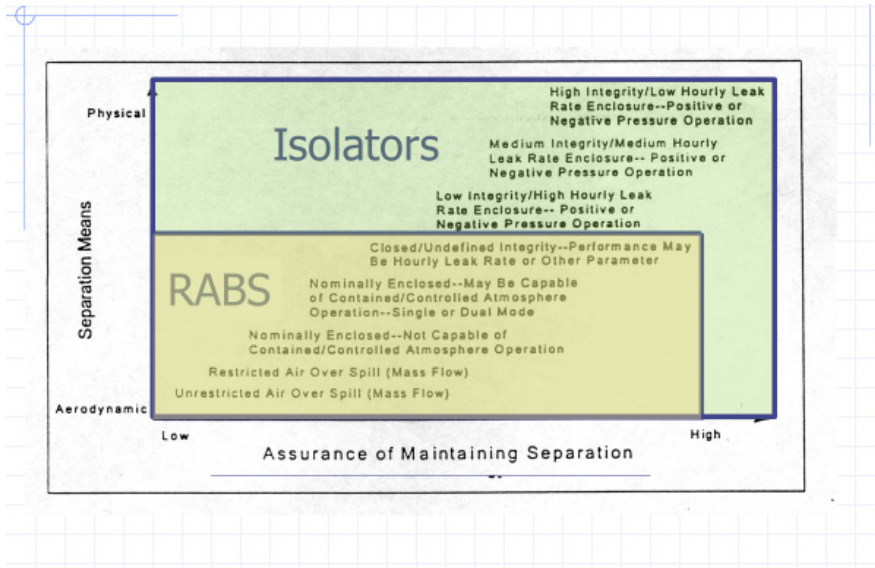 Physical
Isolators
High Integrity/Low Hourly Leak
Rate Enclosure--Positive or
Negative Pressure Operation
Medium Integrity/Medium Hourly
Leak Rate Enclosure-- Positive or
Negative Pressure Operation
Low Integrity/High Hourly Leak
Rate Enclosure-- Positive or
Negative Pressure Operation
Separation Means
RABS
Closed/Undefined Integrity--Performance May
Be Hourly Leak Rate or Other Parameter
Nominally Enclosed--May Be Capable
of Contained/Controlled Atmosphere
Operation--Single or Dual Mode
Nominally Enclosed--Not Capable of
Contained/Controlled Atmosphere Operation
Restricted Air Over Spill (Mass Flow)
Unrestricted Air Over Spill (Mass Flow)
Aerodynamic
Low
High
Assurance of Maintaining Separation